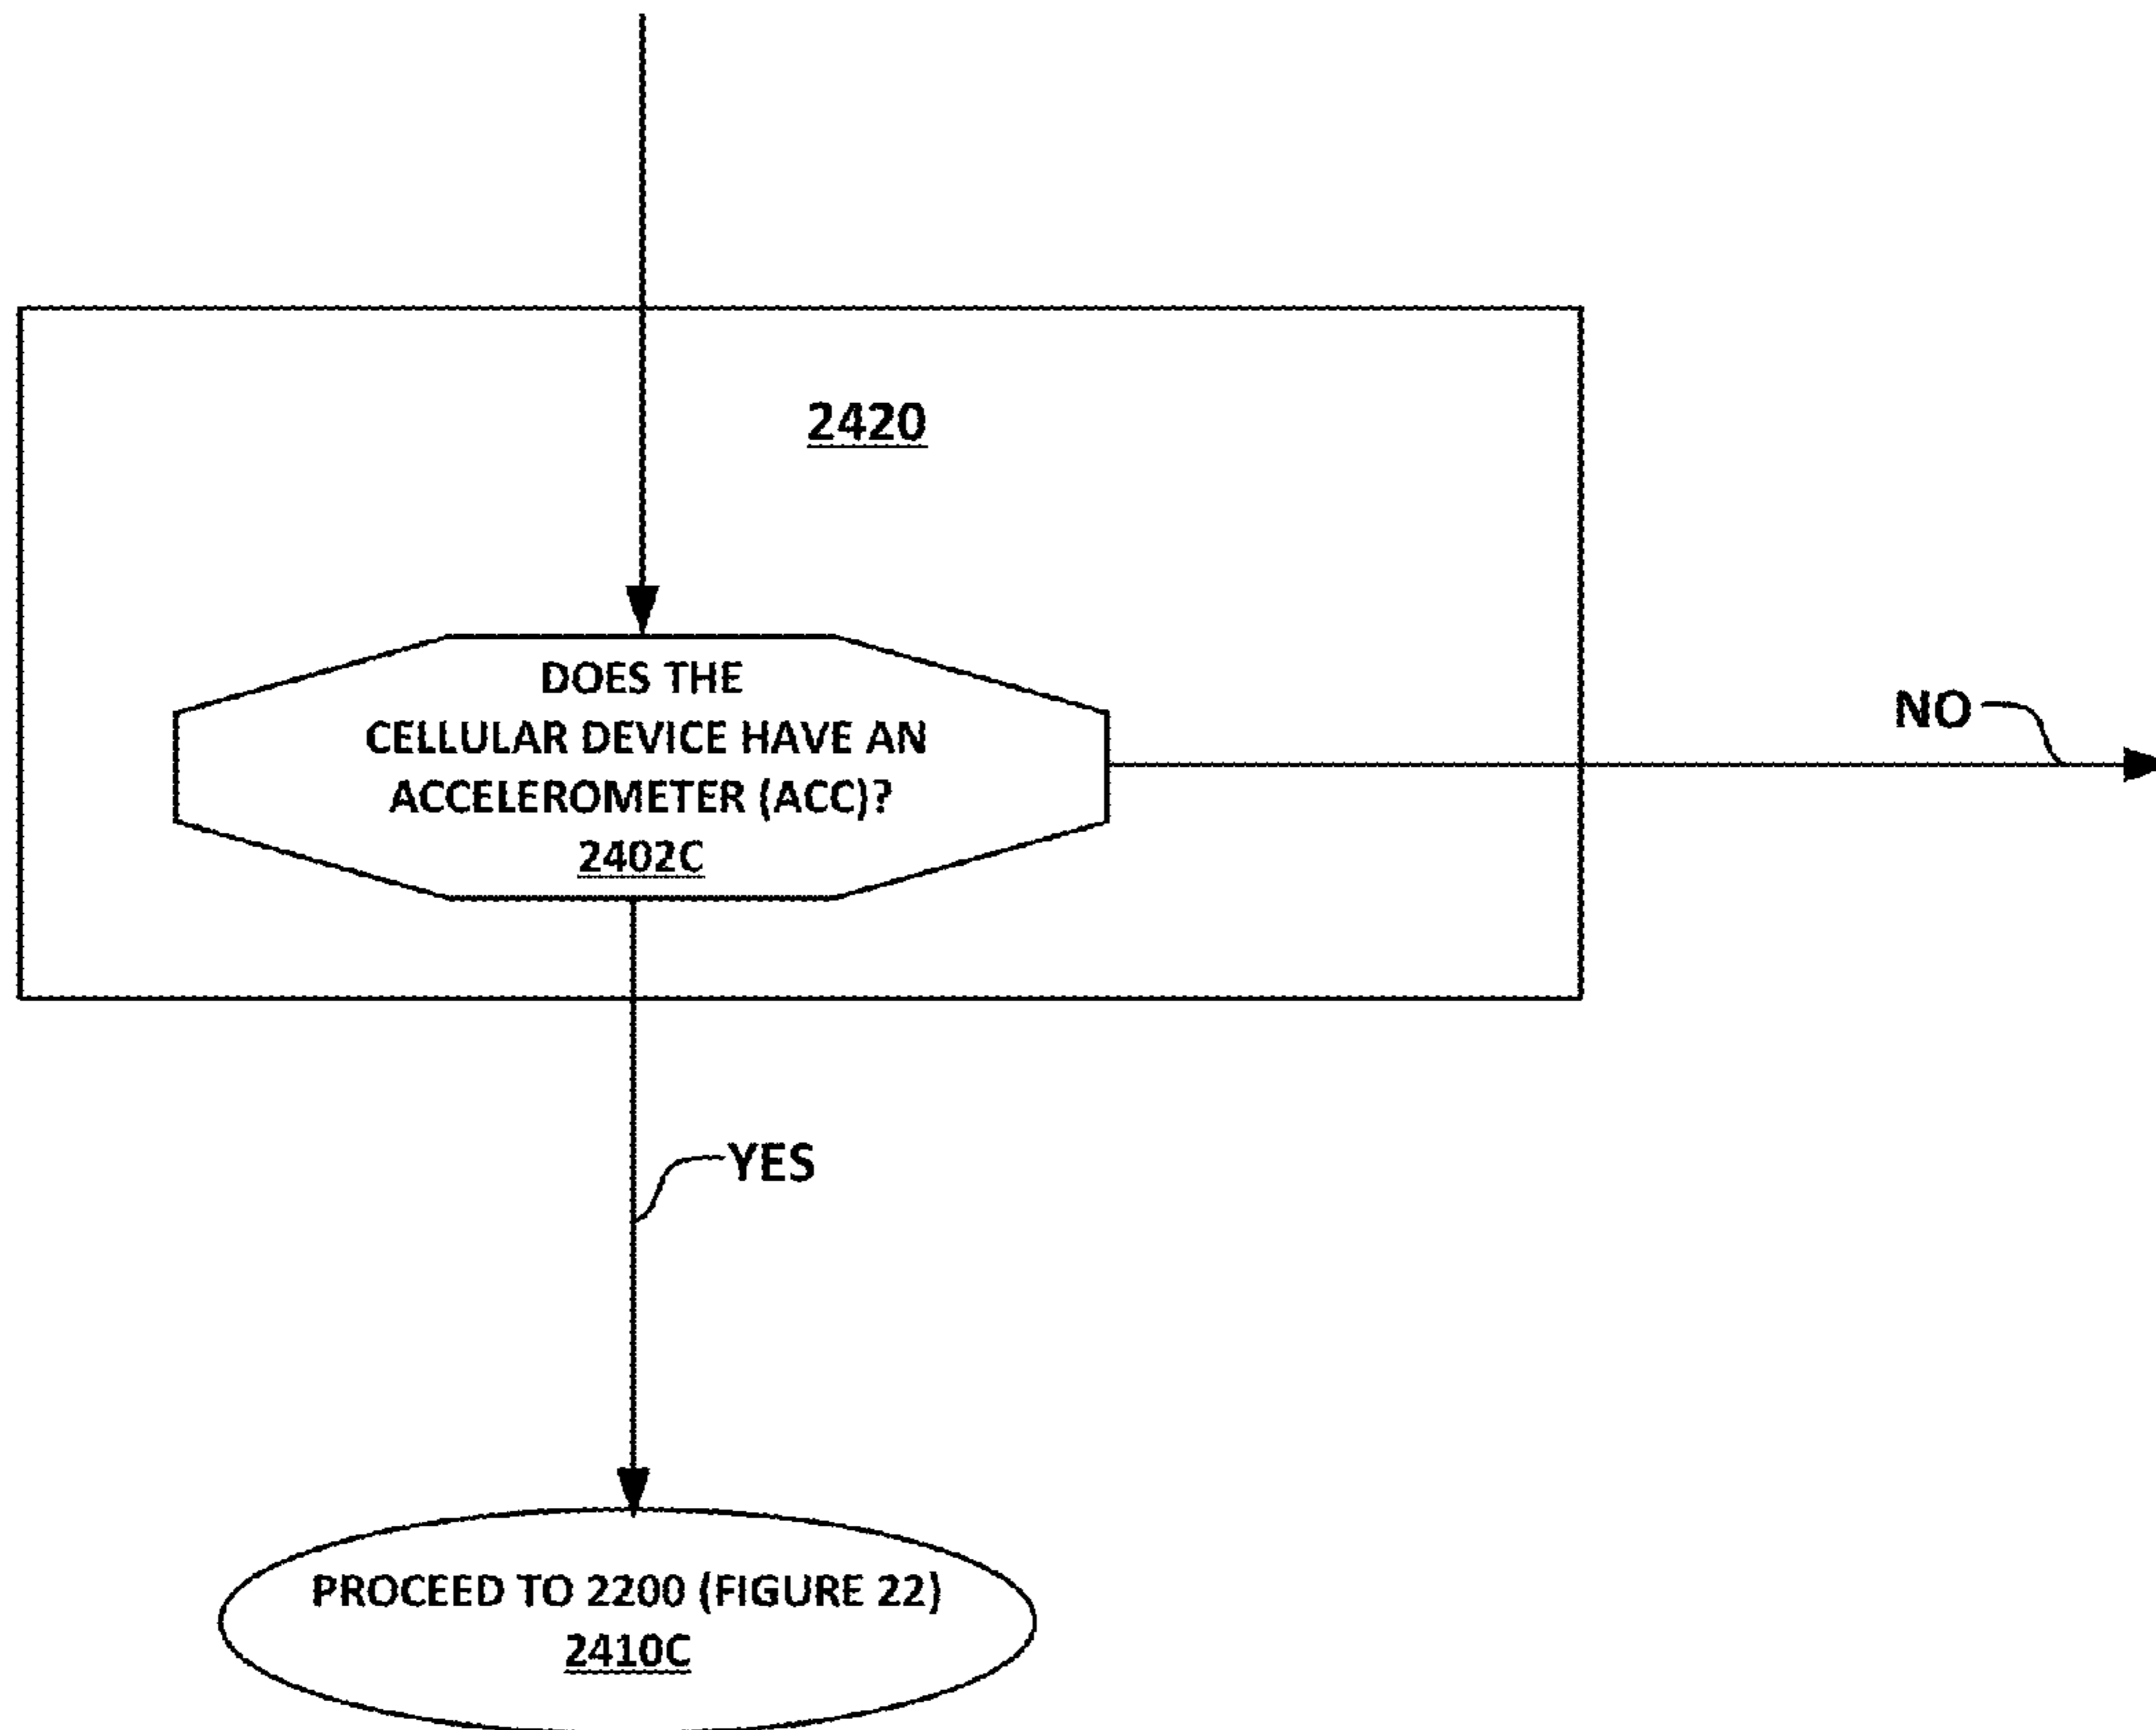 2420
DOES THE
CELLULAR DEVICE HAVE AN
ACCELEROMETER (ACC)?
2402C
NO
YES
PROCEED TO 2200 (FIGURE 22)
2410C